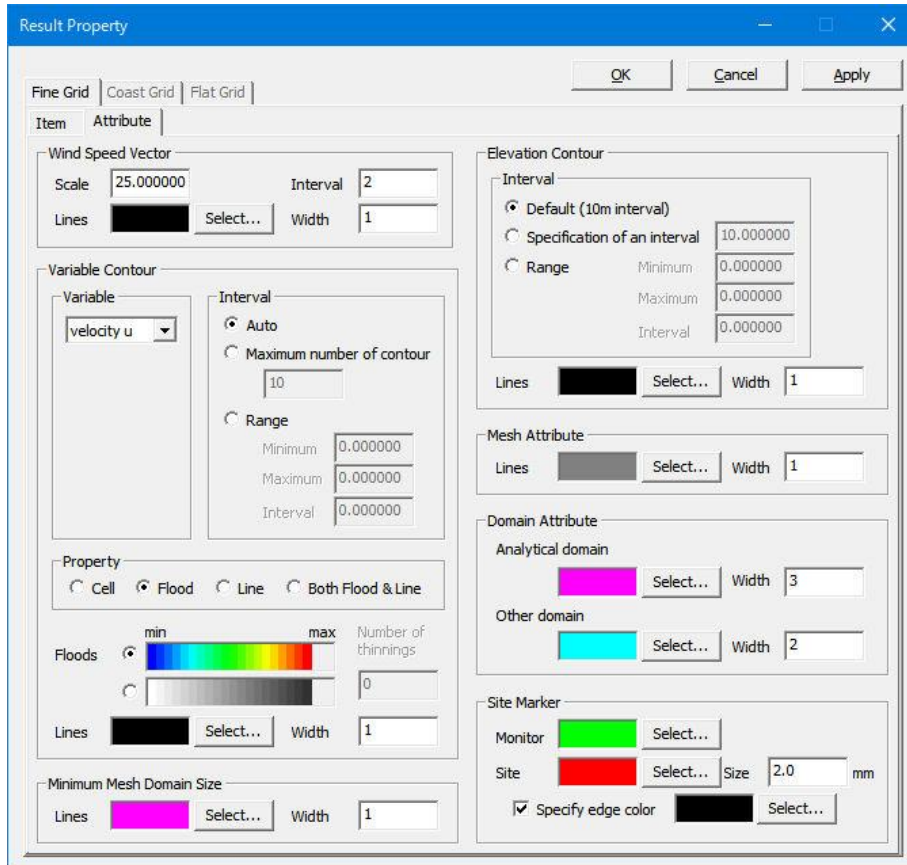 Result Property
OK Cancel Apply
Fine Grid Coast Grid Flat Grid
Item Attribute
Wind Speed Vector
Scale 25.000000 Interval 2
Lines Select... Width 1
Variable Contour
Variable
velocity u
Interval
Auto
Maximum number of contour
10
Range
Minimum 0.000000
Maximum 0.000000
Interval 0.000000
Property
Cell Flood Line Both Flood & Line
min max Number of
thinnings
Floods
0
Lines Select... Width 1
Minimum Mesh Domain Size
Lines Select... Width 1
Elevation Contour
Interval
Default (10m interval)
Specification of an interval 10.000000
Range Minimum 0.000000
Maximum 0.000000
Interval 0.000000
Lines Select... Width 1
Mesh Attribute
Lines Select... Width 1
Domain Attribute
Analytical domain
Select... Width 3
Other domain
Select... Width 2
Site Marker
Monitor Select...
Site Select... Size 2.0 mm
Specify edge color Select...